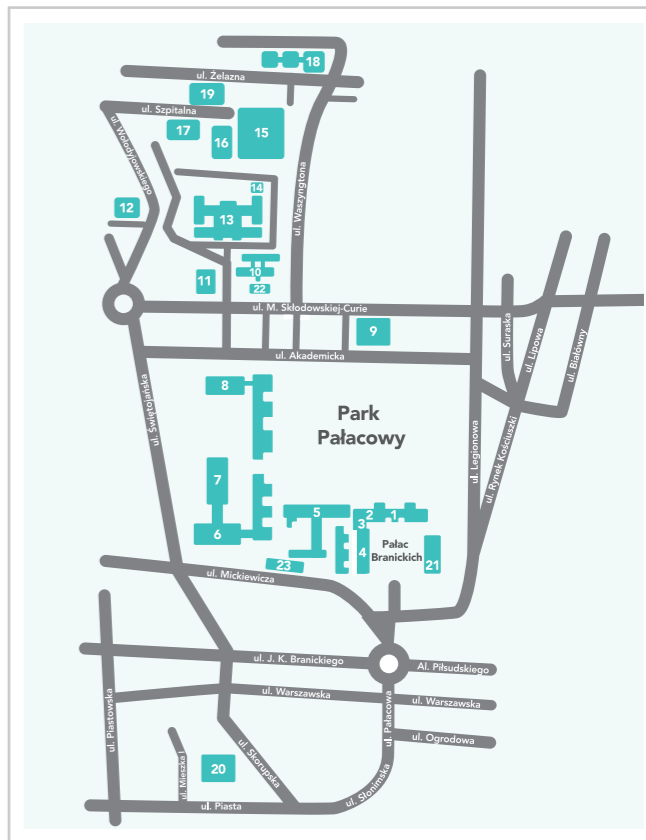 18
ul. Żelazna
19
ul. Szpitalna
17
16
15
ul. Wołodyjowskiego
ul. Waszyngtona
14
12
13
10
11
22
ul. M. Skłodowskiej-Curie
9
ul. Suraska
ul. Lipowa
ul. Białówny
ul. Akademicka
8
Park
Pałacowy
ul. Świętojańska
ul. Legionowa
ul. Rynek Kościuszki
7
6
5
2
1
3
4
Pałac
Branickich
21
23
ul. Mickiewicza
ul. J. K. Branickiego
Al. Piłsudskiego
ul. Warszawska
ul. Warszawska
ul. Piastowska
ul. Pałacowa
ul. Ogrodowa
ul. Mieszka I
20
ul. Skorupska
ul. Słonimska
ul. Piasta